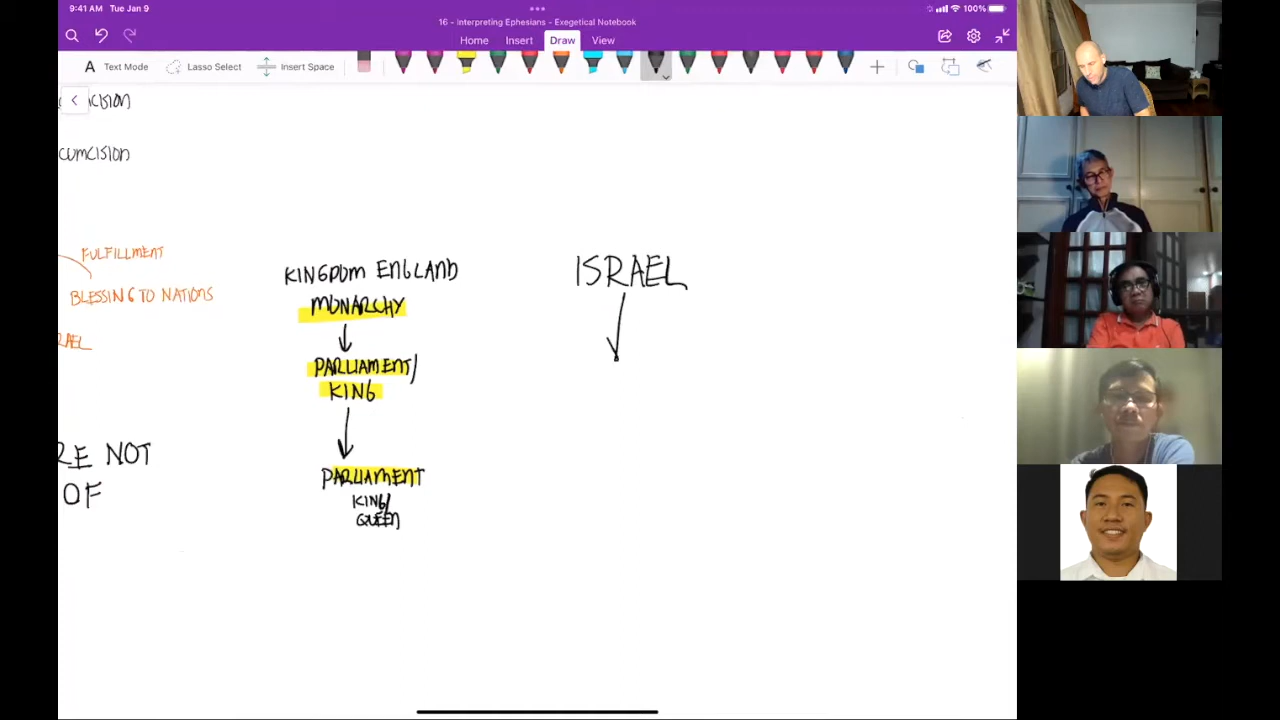 9:41 AM Tue Jan 9
100%
16 - Interpreting Ephesians - Exegetical Notebook
Home Insert Draw View
A Text Mode Lasso Select Insert Space
cision
cumcision
FULFILLMENT
BLESSING TO NATIONS
RAEL
RE NOT
OF
KINGDOM ENGLAND
MONARCHY
PARLIAMENT/
KING
PARLIAMENT
KING/
QUEEN
ISRAEL